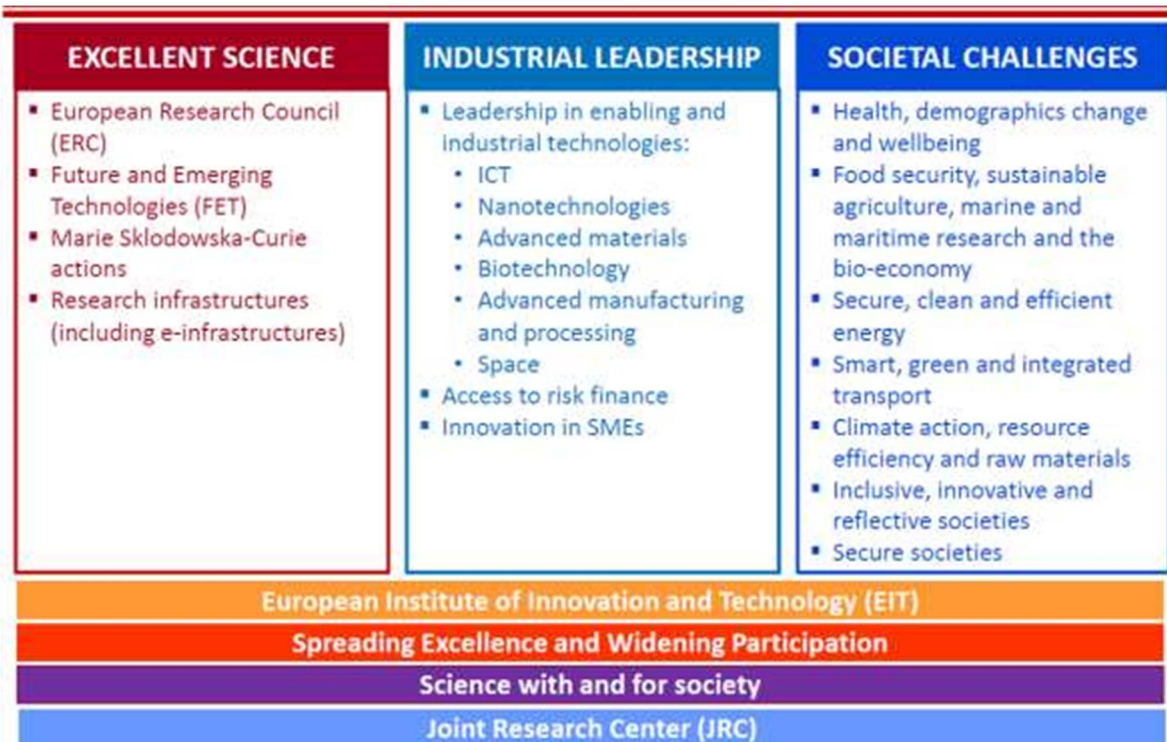 EXCELLENT SCIENCE
▪ European Research Council
(ERC)
▪ Future and Emerging
Technologies (FET)
▪ Marie Sklodowska-Curie
actions
▪ Research infrastructures
(including e-infrastructures)
INDUSTRIAL LEADERSHIP
▪ Leadership in enabling and
industrial technologies:
• ICT
• Nanotechnologies
• Advanced materials
• Biotechnology
• Advanced manufacturing
and processing
• Space
▪ Access to risk finance
▪ Innovation in SMEs
SOCIETAL CHALLENGES
▪ Health, demographics change
and wellbeing
▪ Food security, sustainable
agriculture, marine and
maritime research and the
bio-economy
▪ Secure, clean and efficient
energy
▪ Smart, green and integrated
transport
▪ Climate action, resource
efficiency and raw materials
▪ Inclusive, innovative and
reflective societies
▪ Secure societies
European Institute of Innovation and Technology (EIT)
Spreading Excellence and Widening Participation
Science with and for society
Joint Research Center (JRC)